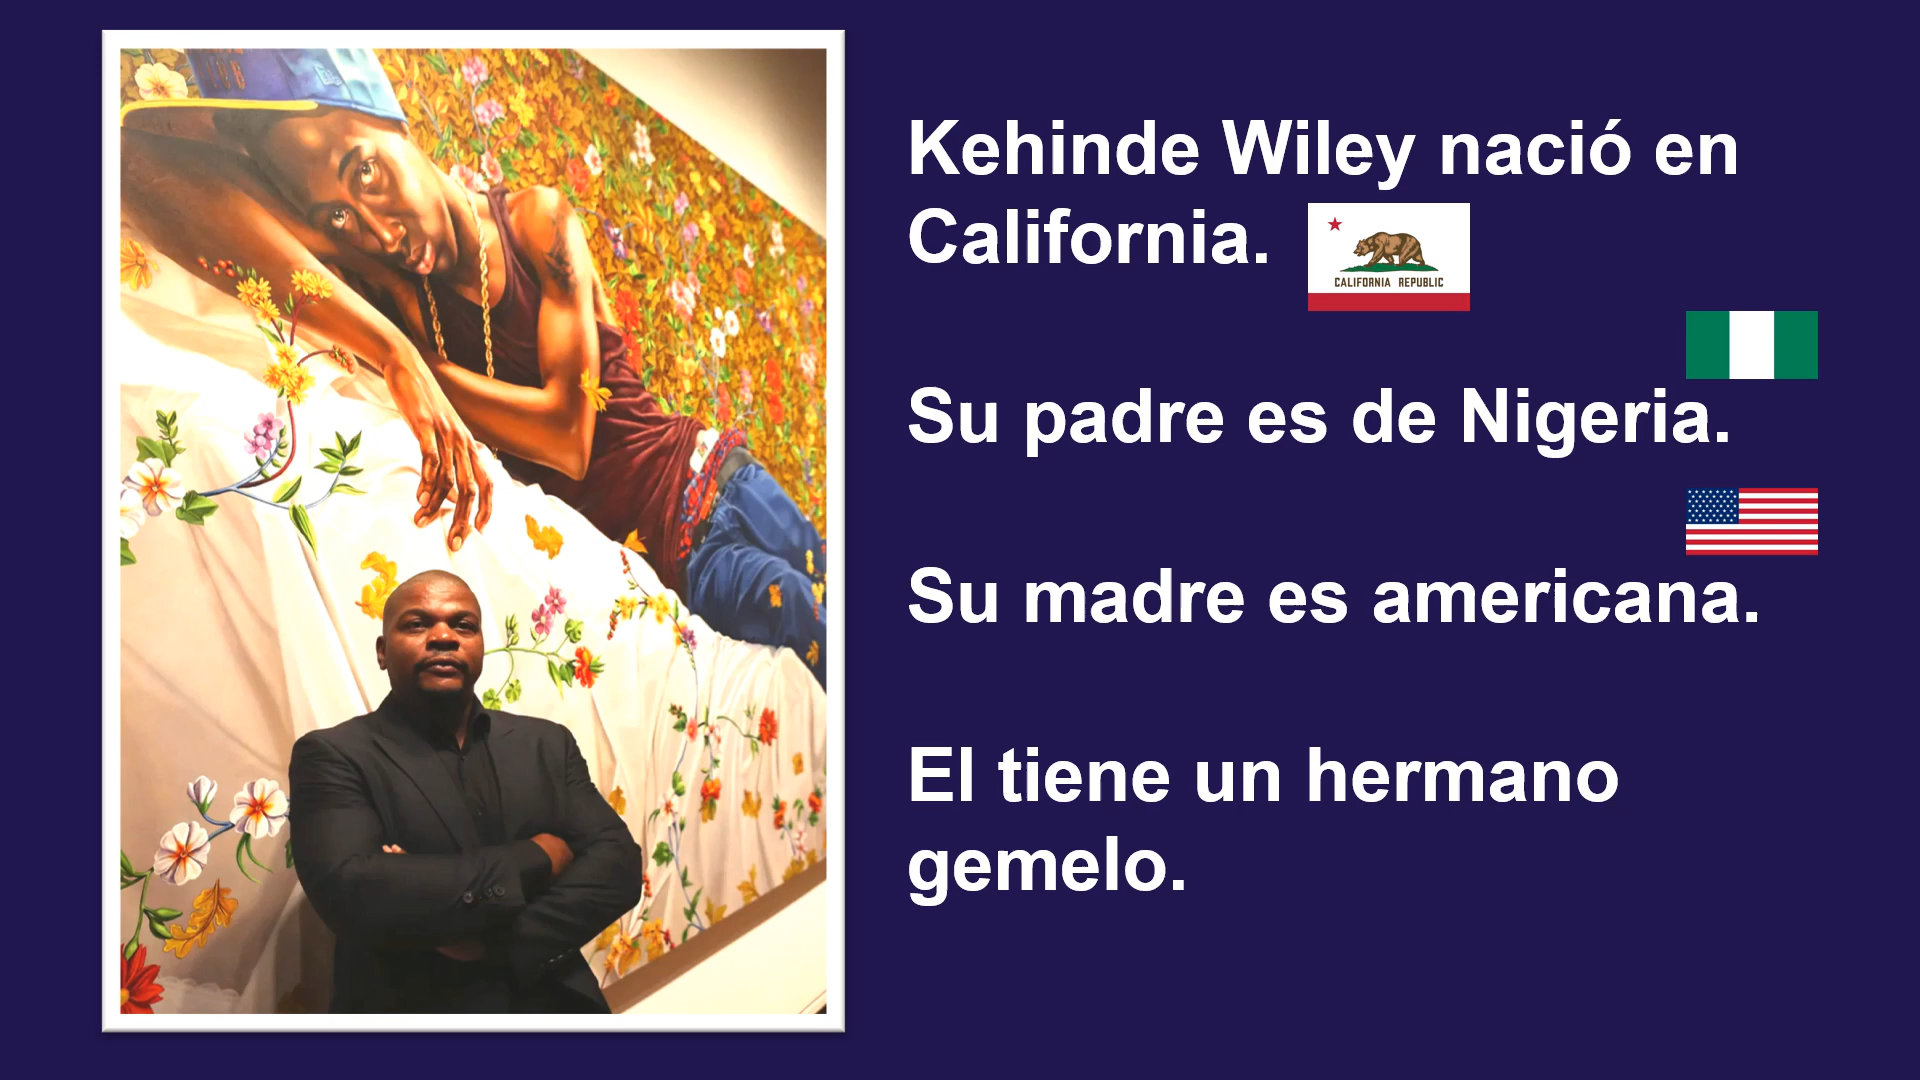 Kehinde Wiley nació en
California.
CALIFORNIA REPUBLIC
Su padre es de Nigeria.
Su madre es americana.
El tiene un hermano
gemelo.